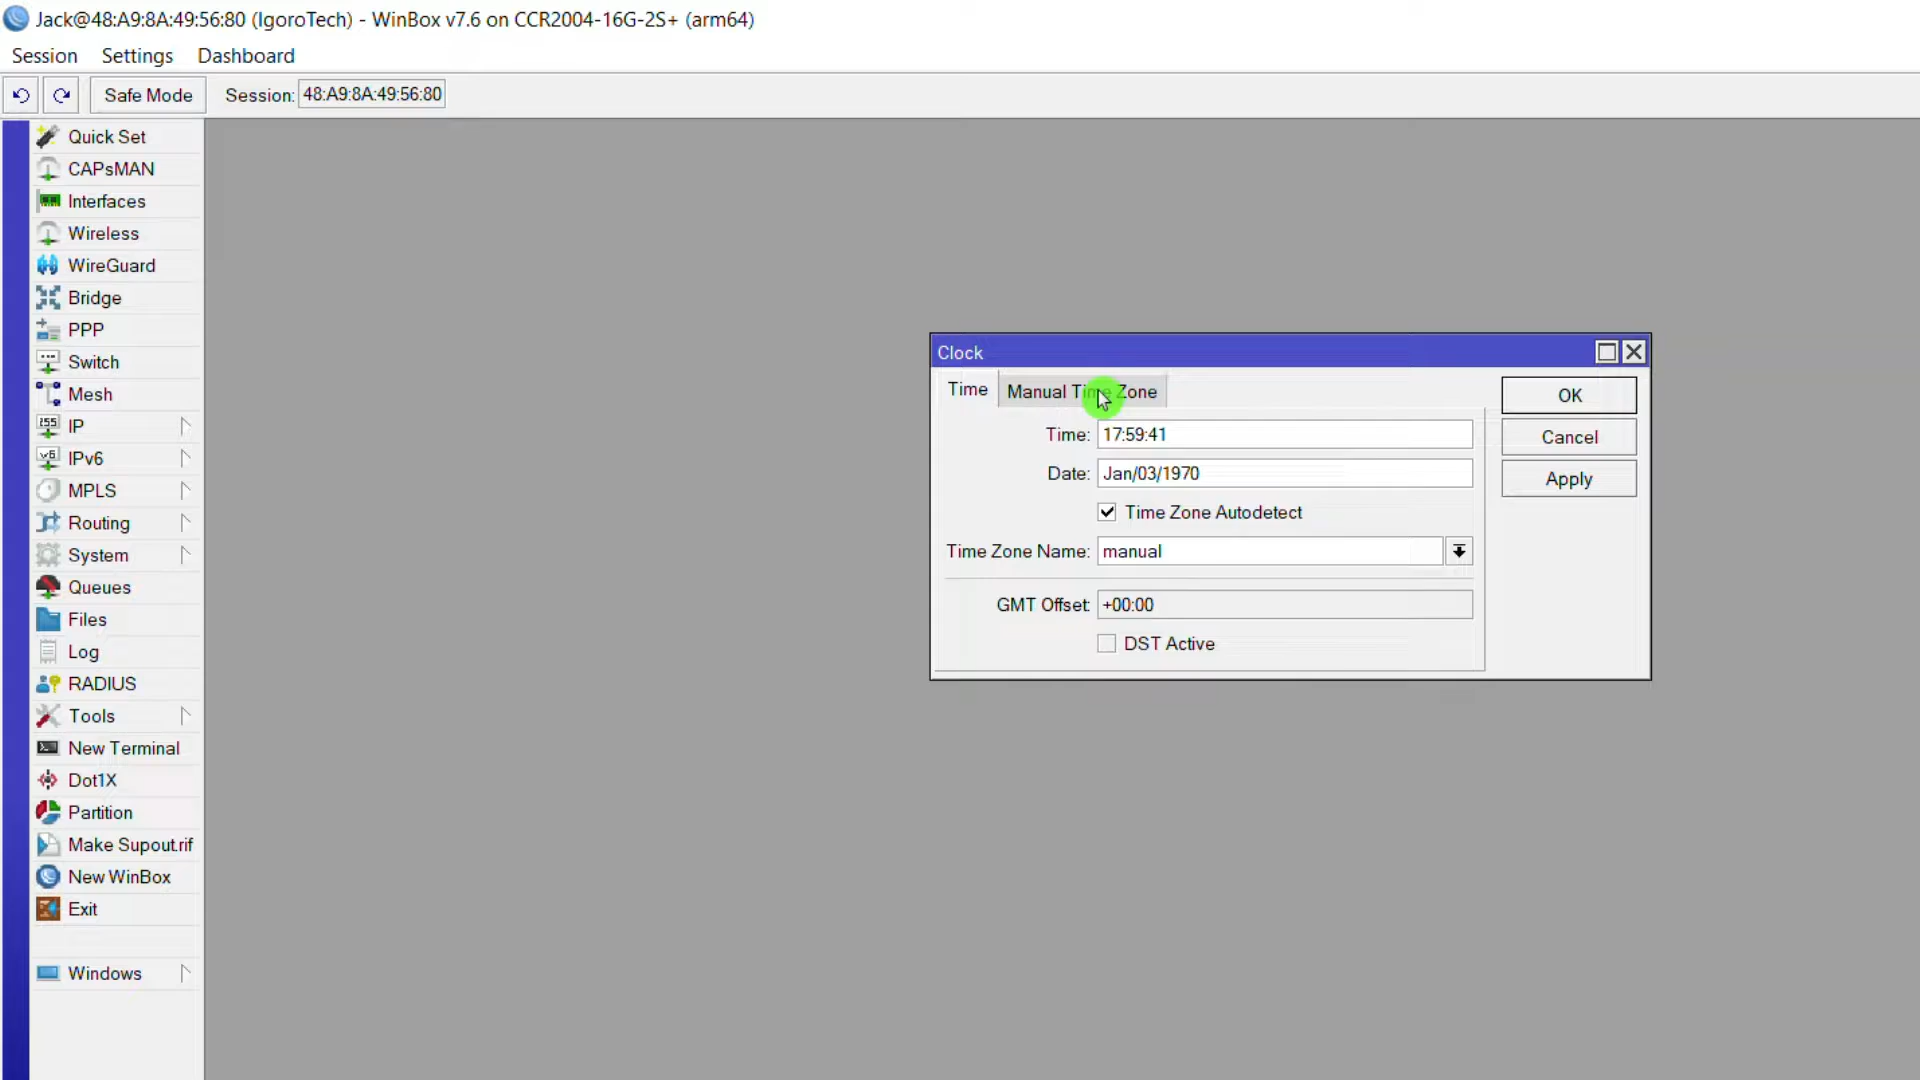 Jack@48:A9:8A:49:56:80 (IgoroTech) - WinBox v7.6 on CCR2004-16G-2S+ (arm64)
Session Settings Dashboard
Safe Mode Session: 48:A9:8A:49:56:80
Quick Set
CAPsMAN
Interfaces
Wireless
WireGuard
Bridge
PPP
Switch
Mesh
IP
IPv6
MPLS
Routing
System
Queues
Files
Log
RADIUS
Tools
New Terminal
Dot1X
Partition
Make Supout.rif
New WinBox
Exit
Windows
Clock
Time Manual Time Zone
Time: 17:59:41
Date: Jan/03/1970
Time Zone Autodetect
Time Zone Name: manual
GMT Offset: +00:00
DST Active
OK
Cancel
Apply